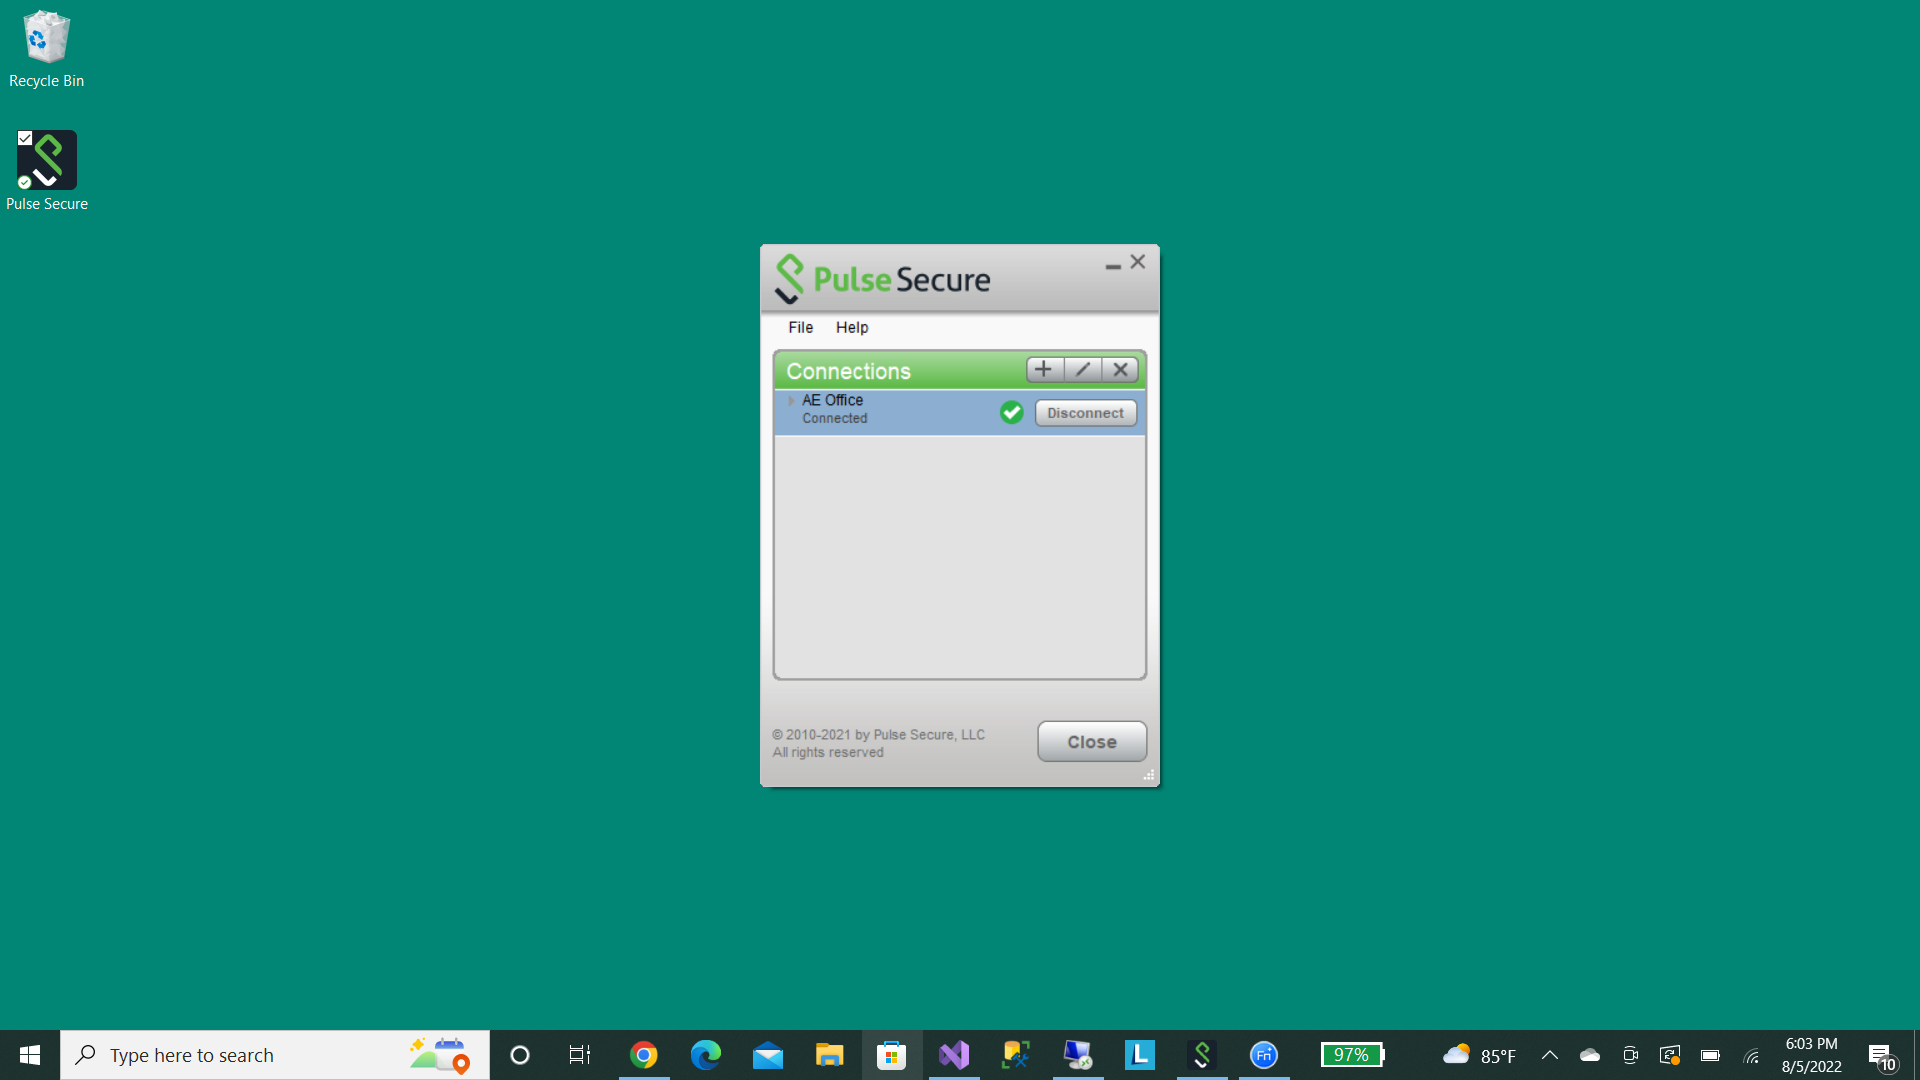 Recycle Bin
Pulse Secure
Pulse Secure
File Help
Connections
AE Office
Connected
Disconnect
© 2010-2021 by Pulse Secure, LLC
All rights reserved
Close
Type here to search
L
Fri
97%
85°F
6:03 PM
8/5/2022
10